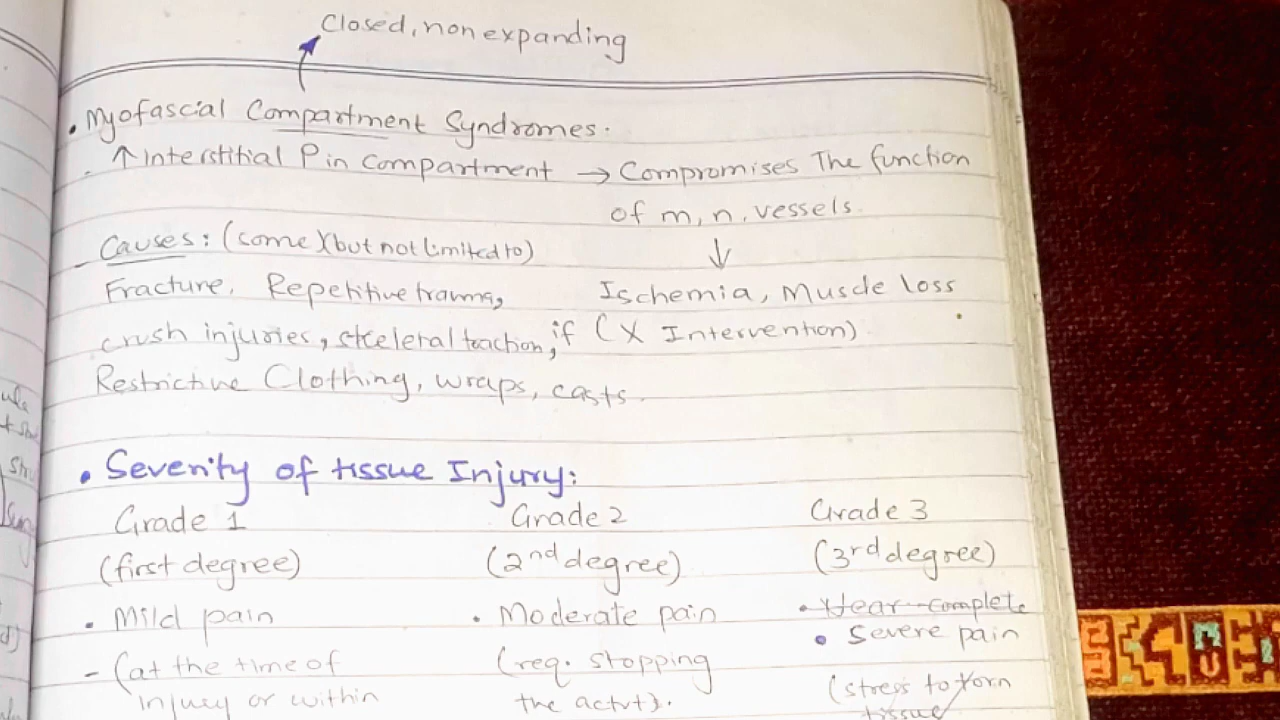 Closed, non expanding
• Myofascial Compartment Syndromes.
↑ Interstitial P in compartment → Compromises The function
of m, n, vessels.
↓
- Causes: (some)(but not limited to)
Fracture, Repetitive trauma,
Ischemia, Muscle loss
crush injuries, skeletal traction,
if (X Intervention)
Restrictive Clothing, wraps, casts.
• Severity of tissue Injury:
Grade 1
(first degree)
• Mild pain
- (at the time of
injury or within
Grade 2
(2nd degree)
• Moderate pain
(req. stopping
the actvt).
Grade 3
(3rd degree)
• complete
• Severe pain
(stress to torn
tissue